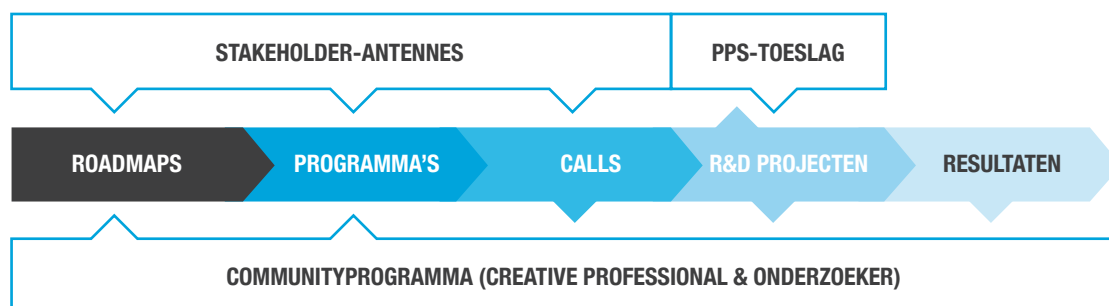 STAKEHOLDER-ANTENNES
PPS-TOESLAG
ROADMAPS
PROGRAMMA'S
CALLS
R&D PROJECTEN
RESULTATEN
COMMUNITYPROGRAMMA (CREATIVE PROFESSIONAL & ONDERZOEKER)